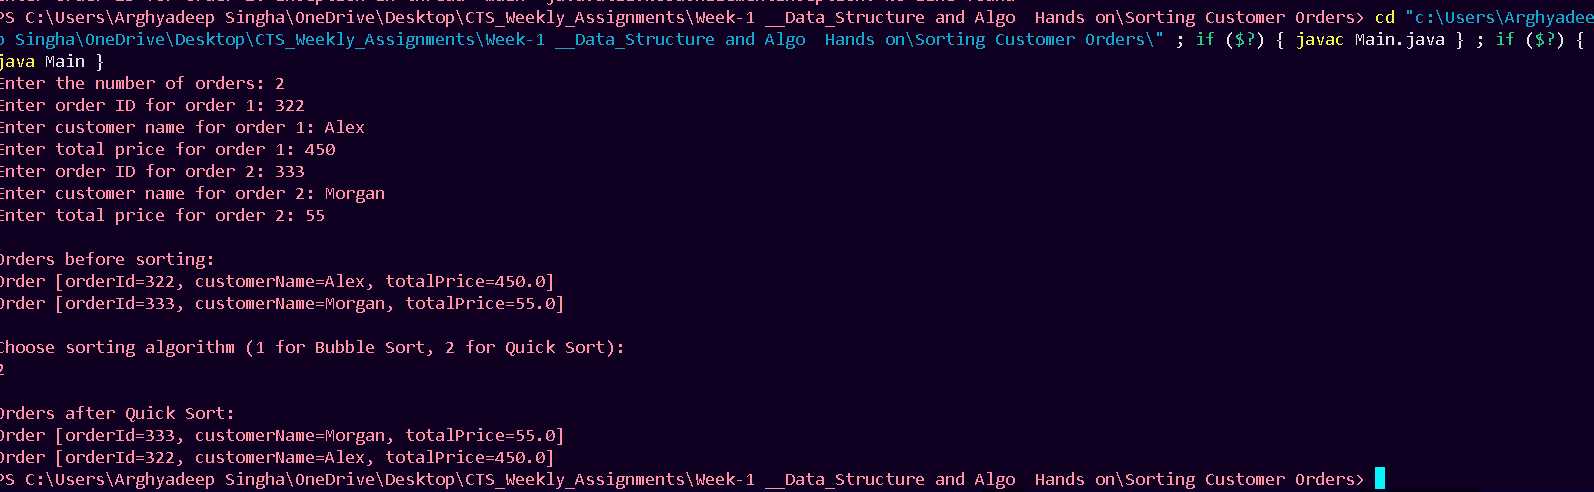 PS C:\Users\Arghyadeep Singha\OneDrive\Desktop\CTS_Weekly_Assignments\Week-1 __Data_Structure and Algo  Hands on\Sorting Customer Orders> cd "c:\Users\Arghyadee
p Singha\OneDrive\Desktop\CTS_Weekly_Assignments\Week-1 __Data_Structure and Algo  Hands on\Sorting Customer Orders\" ; if ($?) { javac Main.java } ; if ($?) {
java Main }
Enter the number of orders: 2
Enter order ID for order 1: 322
Enter customer name for order 1: Alex
Enter total price for order 1: 450
Enter order ID for order 2: 333
Enter customer name for order 2: Morgan
Enter total price for order 2: 55
Orders before sorting:
Order [orderId=322, customerName=Alex, totalPrice=450.0]
Order [orderId=333, customerName=Morgan, totalPrice=55.0]
Choose sorting algorithm (1 for Bubble Sort, 2 for Quick Sort):
2
Orders after Quick Sort:
Order [orderId=333, customerName=Morgan, totalPrice=55.0]
Order [orderId=322, customerName=Alex, totalPrice=450.0]
PS C:\Users\Arghyadeep Singha\OneDrive\Desktop\CTS_Weekly_Assignments\Week-1 __Data_Structure and Algo  Hands on\Sorting Customer Orders>